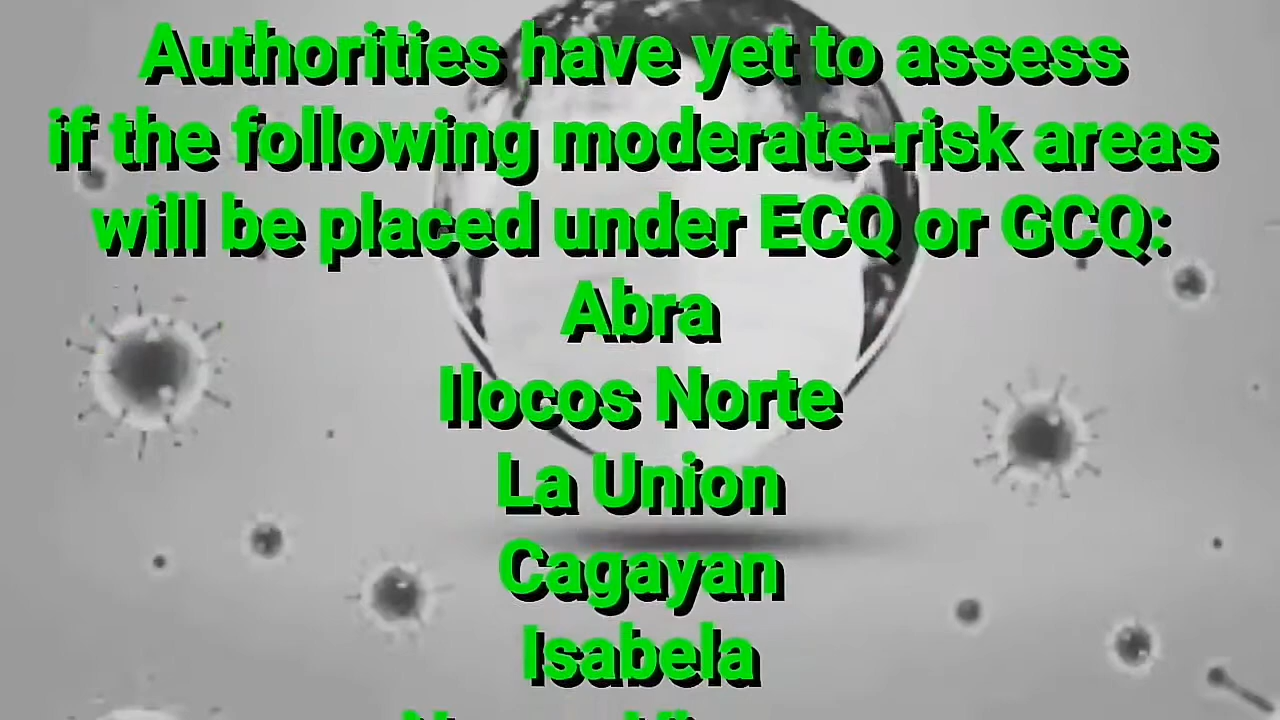 Authorities have yet to assess
if the following moderate-risk areas
will be placed under ECQ or GCQ:
Abra
Ilocos Norte
La Union
Cagayan
Isabela